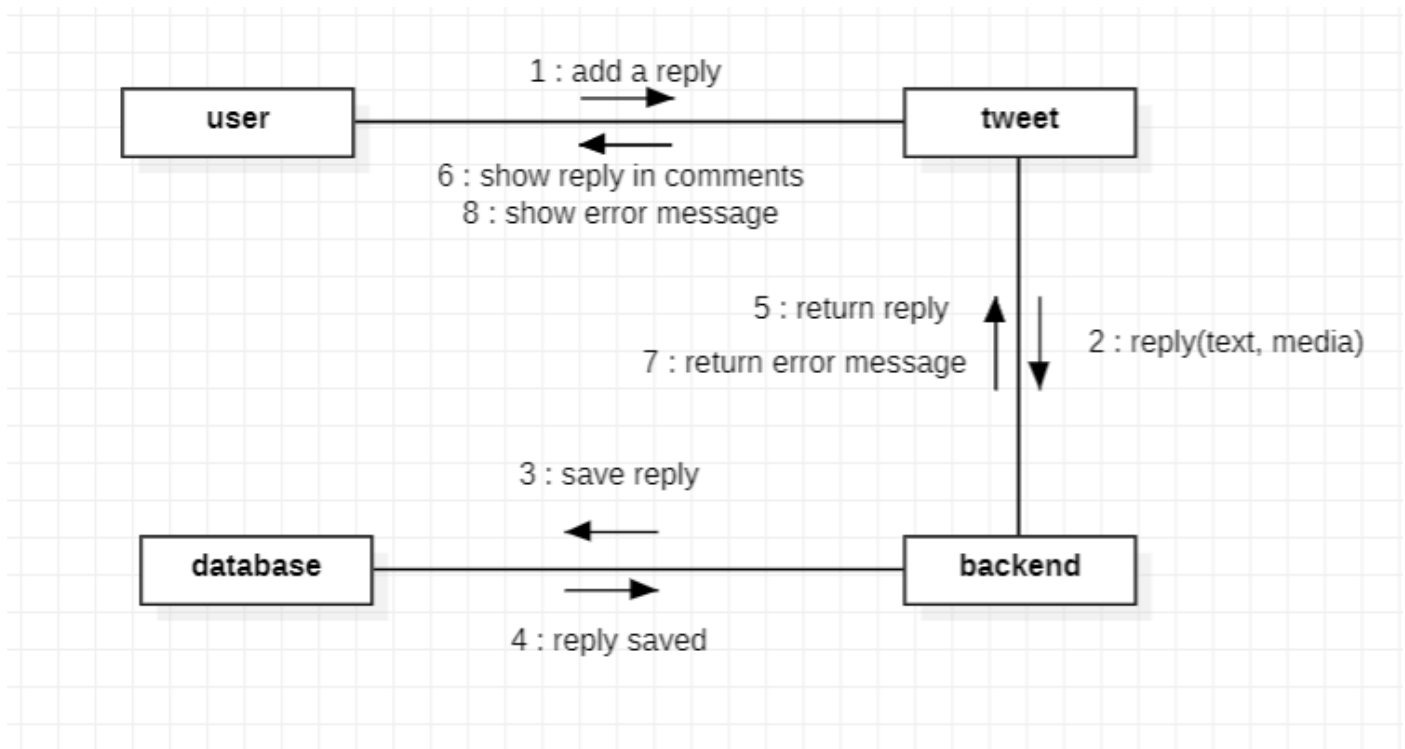 1 : add a reply
user
tweet
6 : show reply in comments
8 : show error message
5 : return reply
2 : reply(text, media)
7 : return error message
3 : save reply
database
backend
4 : reply saved